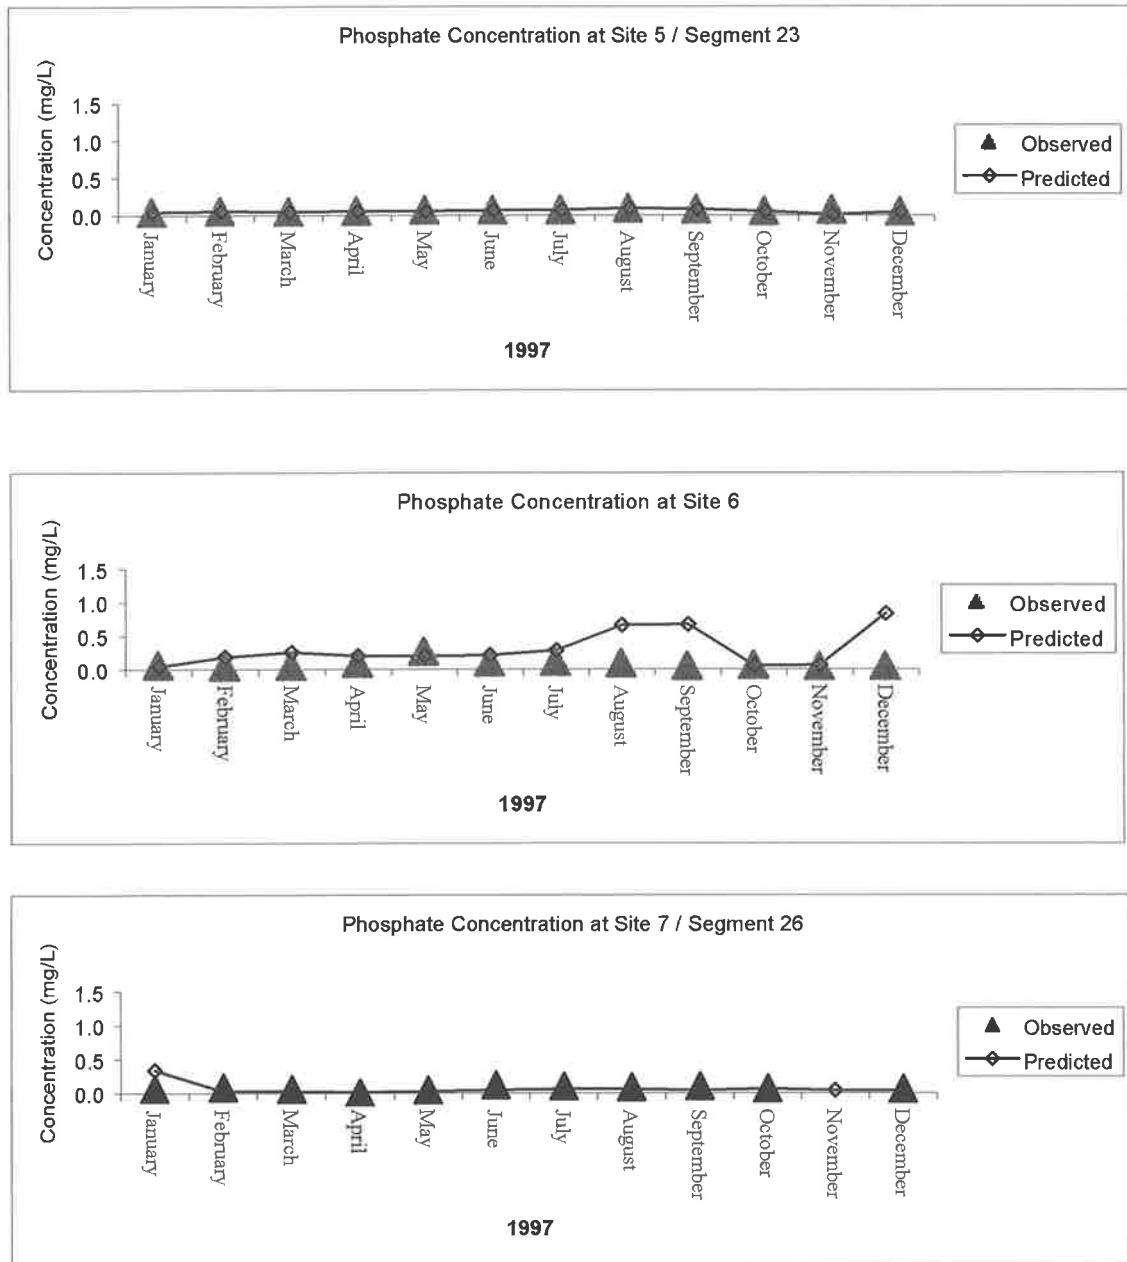 Phosphate Concentration at Site 5 / Segment 23
Concentration (mg/L)
1.5
1.0
0.5
0.0
January
February
March
April
May
June
July
August
September
October
November
December
1997
Observed
Predicted
Phosphate Concentration at Site 6
Concentration (mg/L)
1.5
1.0
0.5
0.0
January
February
March
April
May
June
July
August
September
October
November
December
1997
Observed
Predicted
Phosphate Concentration at Site 7 / Segment 26
Concentration (mg/L)
1.5
1.0
0.5
0.0
January
February
March
April
May
June
July
August
September
October
November
December
1997
Observed
Predicted